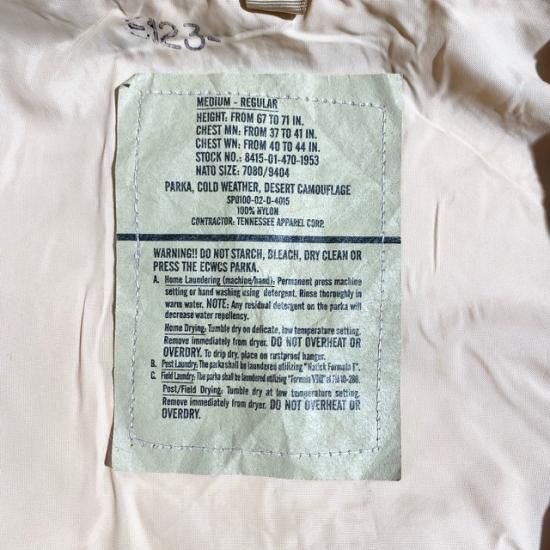 -123-
MEDIUM - REGULAR
HEIGHT: FROM 67 TO 71 IN.
CHEST MN: FROM 37 TO 41 IN.
CHEST WN: FROM 40 TO 44 IN.
STOCK NO.: 8415-01-470-1953
NATO SIZE: 7080/9404
PARKA, COLD WEATHER, DESERT CAMOUFLAGE
SPO100-02-D-4015
100% NYLON
CONTRACTOR: TENNESSEE APPAREL CORP.
WARNING!! DO NOT STARCH, BLEACH, DRY CLEAN OR
PRESS THE ECWCS PARKA.
A. Home Laundering (machine/hand): Permanent press machine
setting or hand washing using detergent. Rinse thoroughly in
warm water. NOTE: Any residual detergent on the parka will
decrease water repellency.
Home Drying: Tumble dry on delicate, low temperature setting.
Remove immediately from dryer. DO NOT OVERHEAT OR
OVERDRY. To drip dry, place on rustproof hanger.
B. Post Laundry: The parka shall be laundered utilizing "Natick Formula 1".
C. Field Laundry: The parka shall be laundered utilizing "Formula of FM 10-280.
Post/Field Drying: Tumble dry at low temperature setting.
Remove immediately from dryer. DO NOT OVERHEAT OR
OVERDRY.